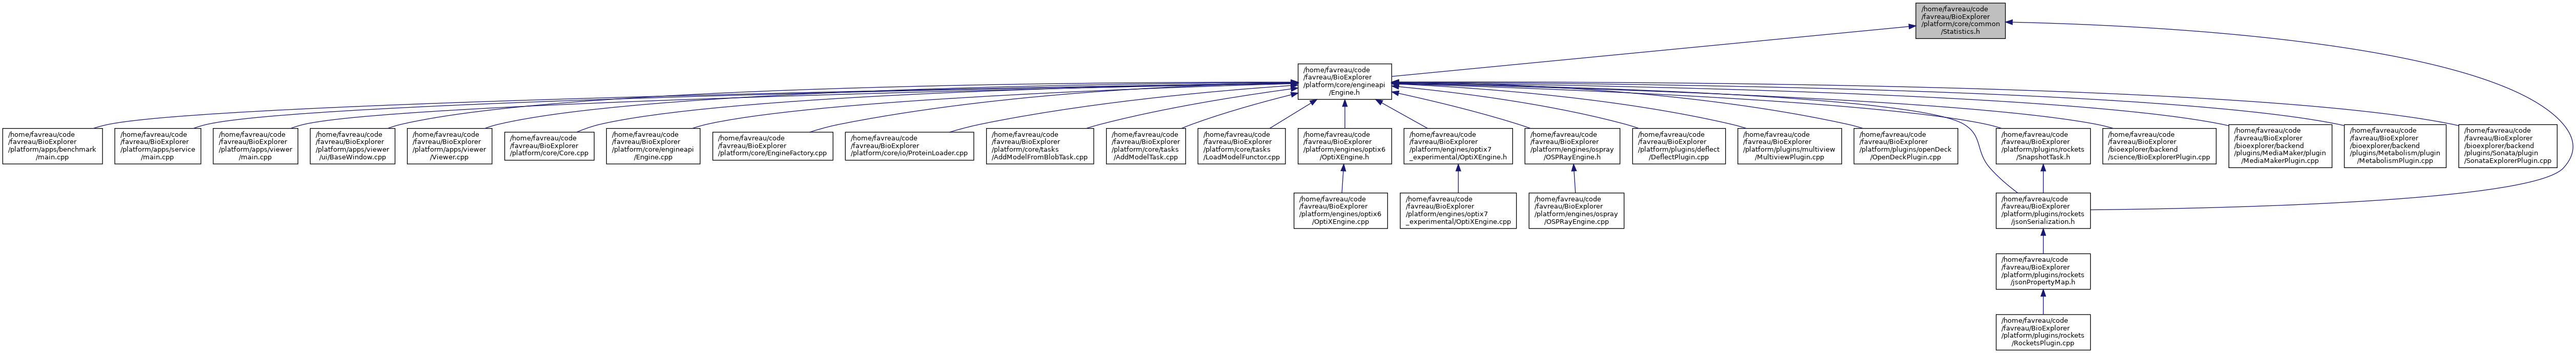 /home/favreau/code
/favreau/BioExplorer
/platform/core/common
/Statistics.h
/home/favreau/code
/favreau/BioExplorer
/platform/core/engineapi
/Engine.h
/home/favreau/code
/favreau/BioExplorer
/platform/apps/benchmark
/main.cpp
/home/favreau/code
/favreau/BioExplorer
/platform/apps/service
/main.cpp
/home/favreau/code
/favreau/BioExplorer
/platform/apps/viewer
/main.cpp
/home/favreau/code
/favreau/BioExplorer
/platform/apps/viewer
/ui/BaseWindow.cpp
/home/favreau/code
/favreau/BioExplorer
/platform/apps/viewer
/Viewer.cpp
/home/favreau/code
/favreau/BioExplorer
/platform/core/Core.cpp
/home/favreau/code
/favreau/BioExplorer
/platform/core/engineapi
/Engine.cpp
/home/favreau/code
/favreau/BioExplorer
/platform/core/EngineFactory.cpp
/home/favreau/code
/favreau/BioExplorer
/platform/core/io/ProteinLoader.cpp
/home/favreau/code
/favreau/BioExplorer
/platform/core/tasks
/AddModelFromBlobTask.cpp
/home/favreau/code
/favreau/BioExplorer
/platform/core/tasks
/AddModelTask.cpp
/home/favreau/code
/favreau/BioExplorer
/platform/core/tasks
/LoadModelFunctor.cpp
/home/favreau/code
/favreau/BioExplorer
/platform/engines/optix6
/OptiXEngine.h
/home/favreau/code
/favreau/BioExplorer
/platform/engines/optix7
_experimental/OptiXEngine.h
/home/favreau/code
/favreau/BioExplorer
/platform/engines/ospray
/OSPRayEngine.h
/home/favreau/code
/favreau/BioExplorer
/platform/plugins/deflect
/DeflectPlugin.cpp
/home/favreau/code
/favreau/BioExplorer
/platform/plugins/multiview
/MultiviewPlugin.cpp
/home/favreau/code
/favreau/BioExplorer
/platform/plugins/openDeck
/OpenDeckPlugin.cpp
/home/favreau/code
/favreau/BioExplorer
/platform/plugins/rockets
/SnapshotTask.h
/home/favreau/code
/favreau/BioExplorer
/bioexplorer/backend
/science/BioExplorerPlugin.cpp
/home/favreau/code
/favreau/BioExplorer
/bioexplorer/backend
/plugins/MediaMaker/plugin
/MediaMakerPlugin.cpp
/home/favreau/code
/favreau/BioExplorer
/bioexplorer/backend
/plugins/Metabolism/plugin
/MetabolismPlugin.cpp
/home/favreau/code
/favreau/BioExplorer
/bioexplorer/backend
/plugins/Sonata/plugin
/SonataExplorerPlugin.cpp
/home/favreau/code
/favreau/BioExplorer
/platform/engines/optix6
/OptiXEngine.cpp
/home/favreau/code
/favreau/BioExplorer
/platform/engines/optix7
_experimental/OptiXEngine.cpp
/home/favreau/code
/favreau/BioExplorer
/platform/engines/ospray
/OSPRayEngine.cpp
/home/favreau/code
/favreau/BioExplorer
/platform/plugins/rockets
/jsonSerialization.h
/home/favreau/code
/favreau/BioExplorer
/platform/plugins/rockets
/jsonPropertyMap.h
/home/favreau/code
/favreau/BioExplorer
/platform/plugins/rockets
/RocketsPlugin.cpp